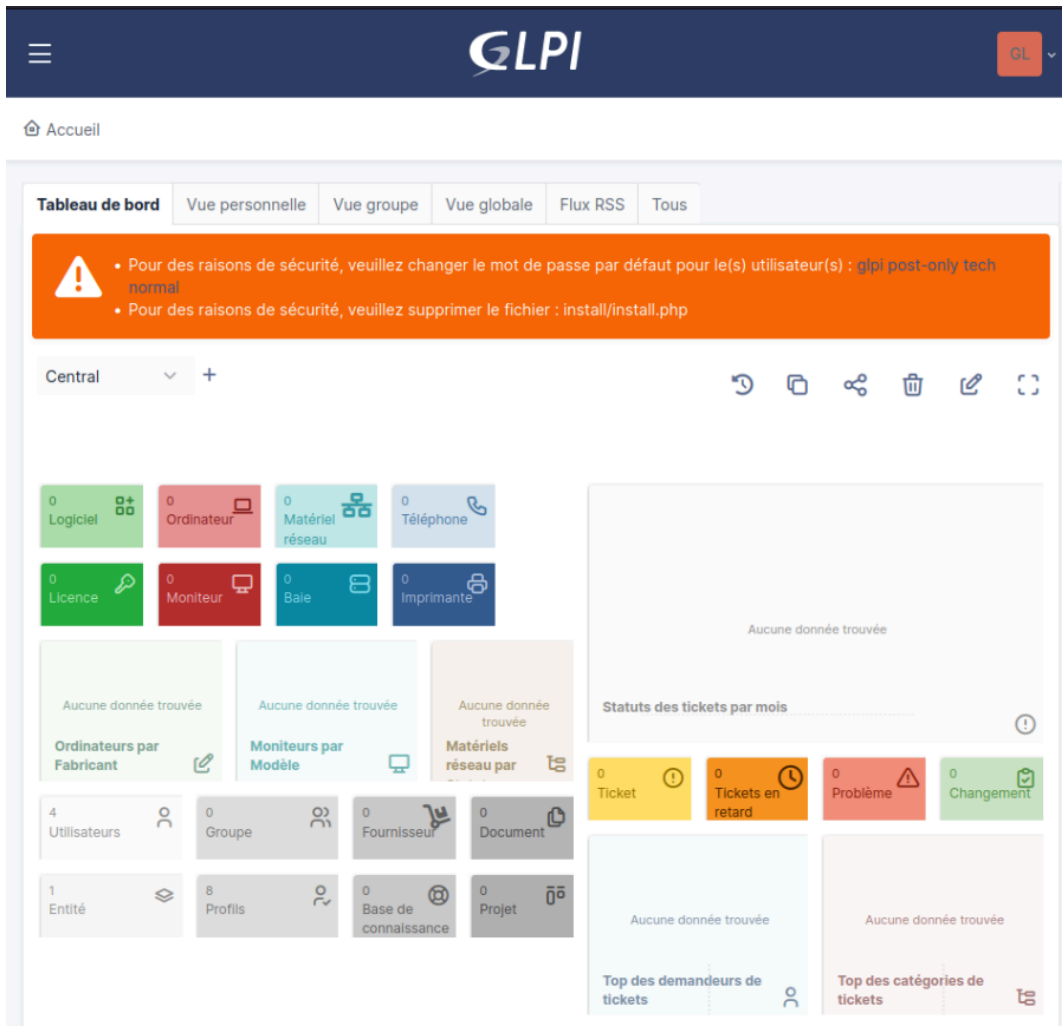 GLPI
GL
Accueil
Tableau de bord
Vue personnelle
Vue groupe
Vue globale
Flux RSS
Tous
• Pour des raisons de sécurité, veuillez changer le mot de passe par défaut pour le(s) utilisateur(s) : glpi post-only tech
normal
• Pour des raisons de sécurité, veuillez supprimer le fichier : install/install.php
Central
0
Logiciel
0
Ordinateur
0
Matériel
réseau
0
Téléphone
0
Licence
0
Moniteur
0
Baie
0
Imprimante
Aucune donnée trouvée
Ordinateurs par
Fabricant
Aucune donnée trouvée
Moniteurs par
Modèle
Aucune donnée
trouvée
Matériels
réseau par
4
Utilisateurs
0
Groupe
0
Fournisseur
0
Document
1
Entité
8
Profils
0
Base de
connaissance
0
Projet
Aucune donnée trouvée
Statuts des tickets par mois
0
Ticket
0
Tickets en
retard
0
Problème
0
Changement
Aucune donnée trouvée
Top des demandeurs de
tickets
Aucune donnée trouvée
Top des catégories de
tickets